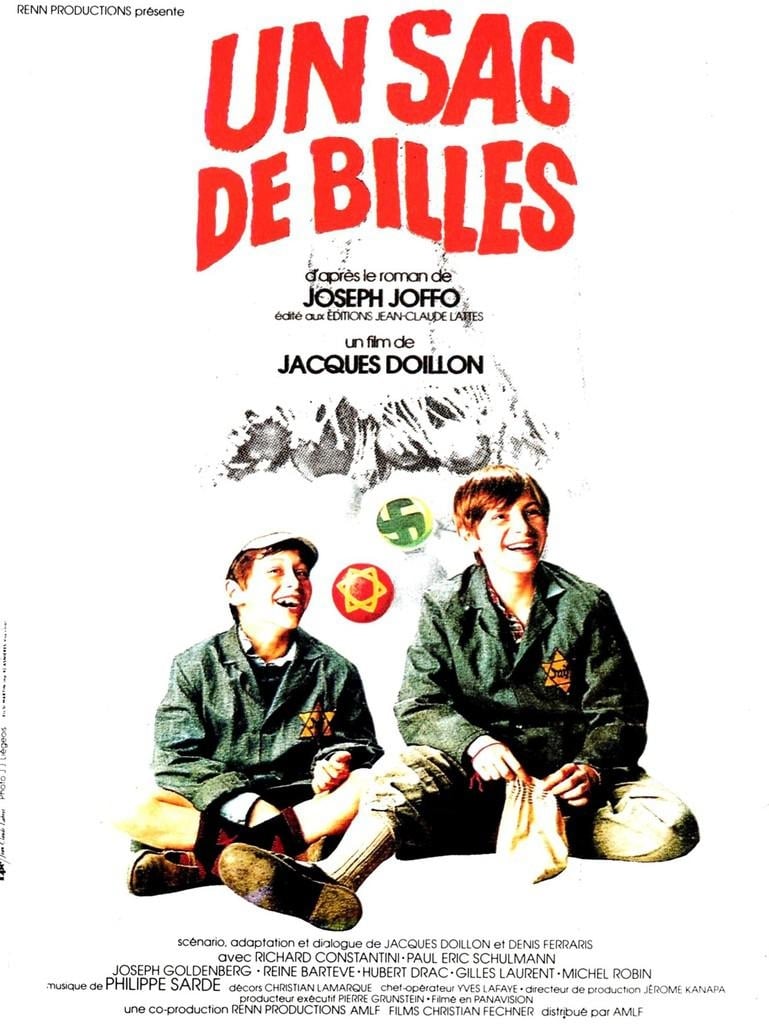 RENN PRODUCTIONS présente
UN SAC
DE BILLES
d'après le roman de
JOSEPH JOFFO
édité aux ÉDITIONS JEAN-CLAUDE LATTES
un film de
JACQUES DOILLON
Photo J J Liégeois
scénario, adaptation et dialogue de JACQUES DOILLON et DENIS FERRARIS
avec RICHARD CONSTANTINI • PAUL ERIC SCHULMANN
JOSEPH GOLDENBERG • REINE BARTEVE • HUBERT DRAC • GILLES LAURENT • MICHEL ROBIN
musique de PHILIPPE SARDE décors CHRISTIAN LAMARQUE chef-opérateur YVES LAFAYE • directeur de production JÉROME KANAPA
producteur exécutif PIERRE GRUNSTEIN • Filmé en PANAVISION
une co-production RENN PRODUCTIONS AMLF FILMS CHRISTIAN FECHNER distribué par AMLF